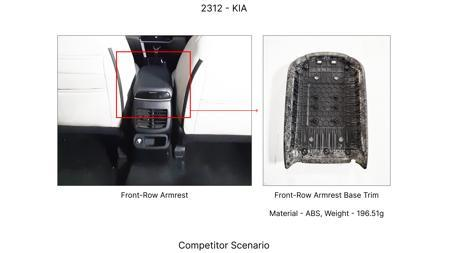 2312 - KIA
Front-Row Armrest
Front-Row Armrest Base Trim
Material - ABS, Weight - 196.51g
Competitor Scenario